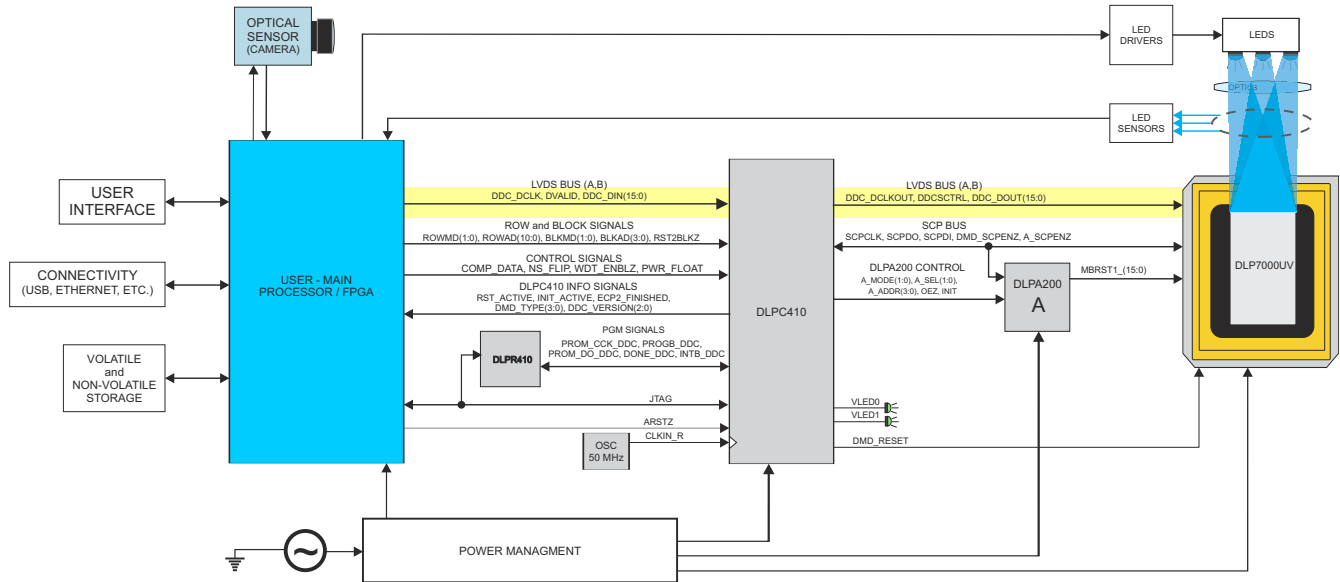 OPTICAL
SENSOR
(CAMERA)
LED
DRIVERS
LEDS
OPTICS
LED
SENSORS
USER
INTERFACE
CONNECTIVITY
(USB, ETHERNET, ETC.)
VOLATILE
and
NON-VOLATILE
STORAGE
USER - MAIN
PROCESSOR / FPGA
LVDS BUS (A,B)
DDC_DCLK, DVALID, DDC_DIN(15:0)
ROW and BLOCK SIGNALS
ROWMD(1:0), ROWAD(10:0), BLKMD(1:0), BLKAD(3:0), RST2BLKZ
CONTROL SIGNALS
COMP_DATA, NS_FLIP, WDT_ENBLZ, PWR_FLOAT
DLPC410 INFO SIGNALS
RST_ACTIVE, INIT_ACTIVE, ECP2_FINISHED,
DMD_TYPE(3:0), DDC_VERSION(2:0)
PGM SIGNALS
PROM_CCK_DDC, PROGB_DDC,
PROM_DO_DDC, DONE_DDC, INTB_DDC
DLPR410
JTAG
ARSTZ
CLKIN_R
OSC
50 MHz
DLPC410
LVDS BUS (A,B)
DDC_DCLKOUT, DDCSCTRL, DDC_DOUT(15:0)
SCP BUS
SCPCLK, SCPDO, SCPDI, DMD_SCPENZ, A_SCPENZ
DLPA200 CONTROL
A_MODE(1:0), A_SEL(1:0),
A_ADDR(3:0), OEZ, INIT
DLPA200
A
MBRST1_(15:0)
DLP7000UV
VLED0
VLED1
DMD_RESET
POWER MANAGMENT